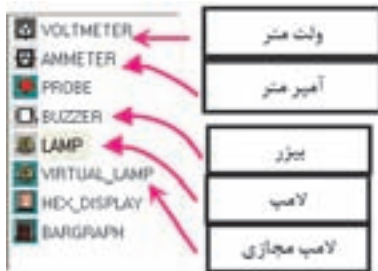 VOLTMETER
AMMETER
PROBE
BUZZER
LAMP
VIRTUAL_LAMP
HEX_DISPLAY
BARGRAPH
ولت متر
آمپر متر
بیزر
لامپ
لامپ مجازی